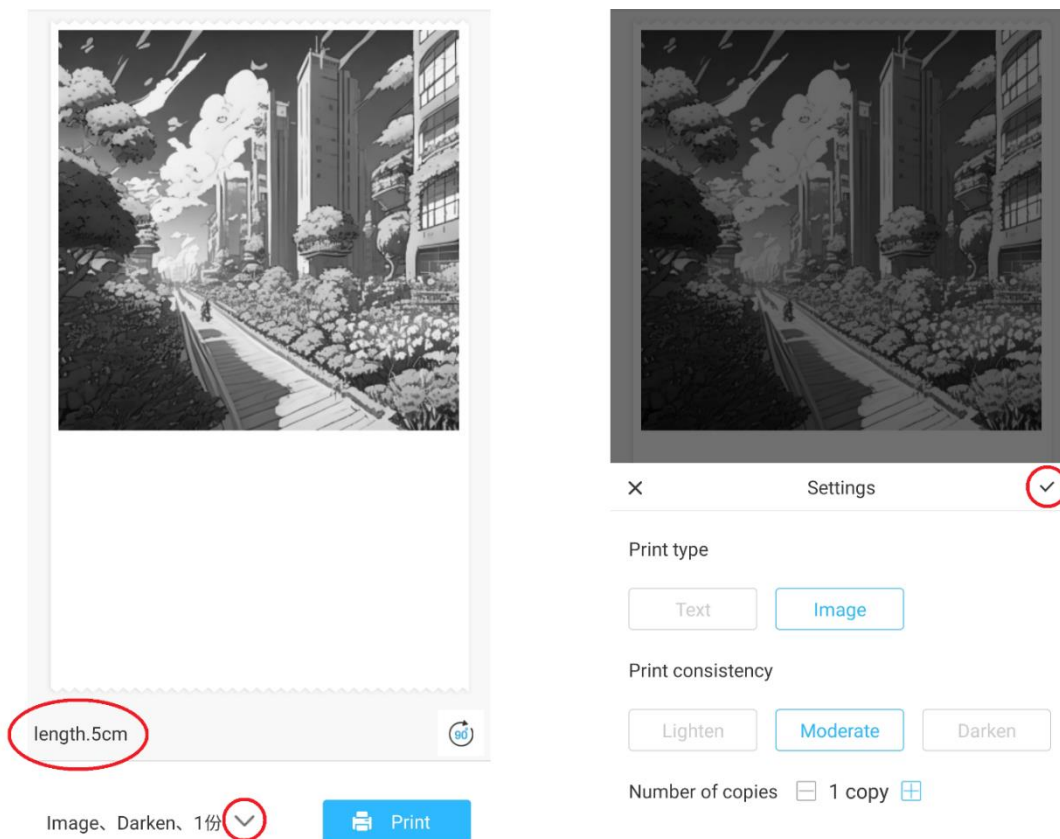 length.5cm
90°
Image、Darken、1份
Print
Settings
Print type
Text
Image
Print consistency
Lighten
Moderate
Darken
Number of copies
1 copy